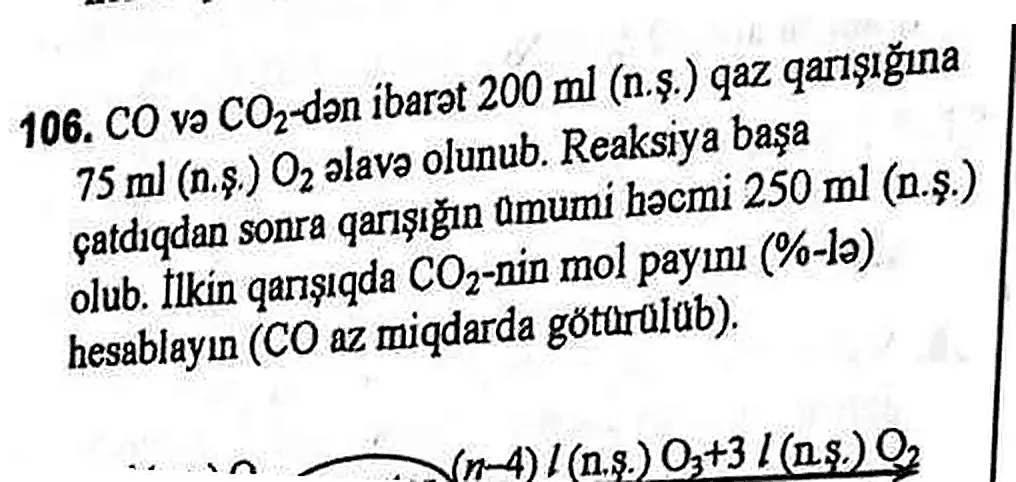 106. CO və CO₂-dən ibarət 200 ml (n.ş.) qaz qarışığına
75 ml (n.ş.) O₂ əlavə olunub. Reaksiya başa
çatdıqdan sonra qarışığın ümumi həcmi 250 ml (n.ş.)
olub. İlkin qarışıqda CO₂-nin mol payını (%-lə)
hesablayın (CO az miqdarda götürülüb).
(n–4) l (n.ş.) O₃+3 l (n.ş.) O₂